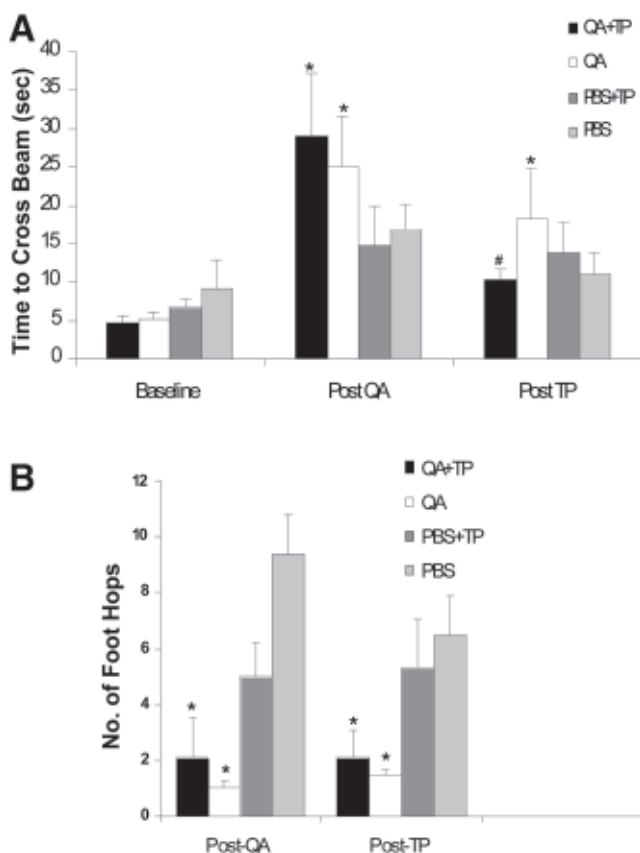 A
QA+TP
QA
PBS+TP
PBS
Time to Cross Beam (sec)
40
35
30
25
20
15
10
5
0
*
*
#
*
Baseline
Post QA
Post TP
B
QA+TP
QA
PBS+TP
PBS
No. of Foot Hops
12
10
8
6
4
2
0
*
*
*
*
Post-QA
Post-TP